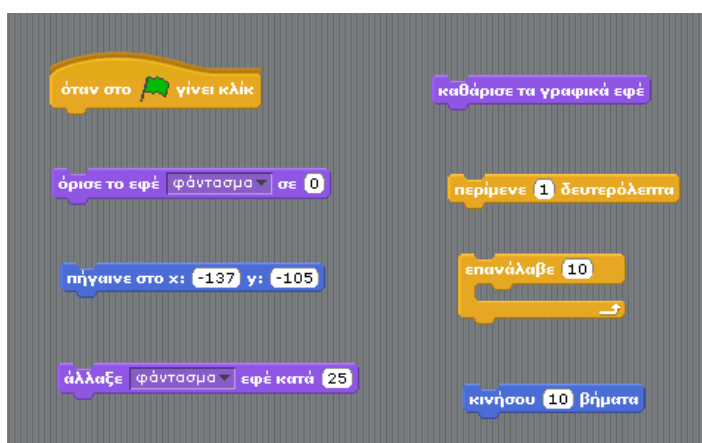 όταν στο γίνει κλίκ
καθάρισε τα γραφικά εφέ
όρισε το εφέ φάντασμα σε 0
περίμενε 1 δευτερόλεπτα
πήγαινε στο x: -137 y: -105
επανάλαβε 10
άλλαξε φάντασμα εφέ κατά 25
κινήσου 10 βήματα